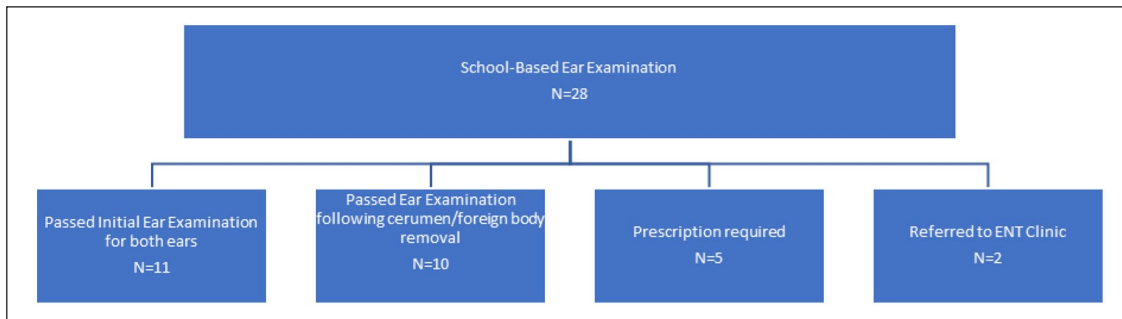 School-Based Ear Examination
N=28
Passed Initial Ear Examination
for both ears
N=11
Passed Ear Examination
following cerumen/foreign body
removal
N=10
Prescription required
N=5
Referred to ENT Clinic
N=2